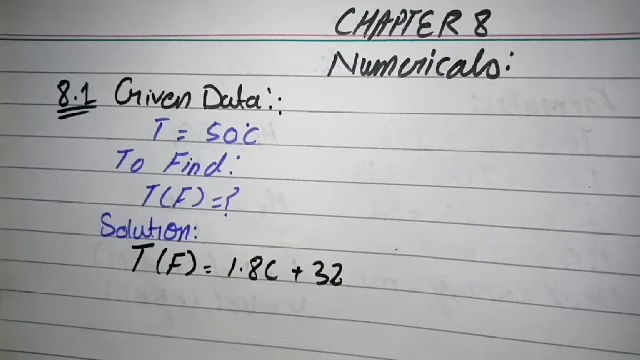 CHAPTER 8
Numericals:
8.1 Given Data:
T = 50°C
To Find:
T(F) = ?
Solution:
T(F) = 1.8C + 32